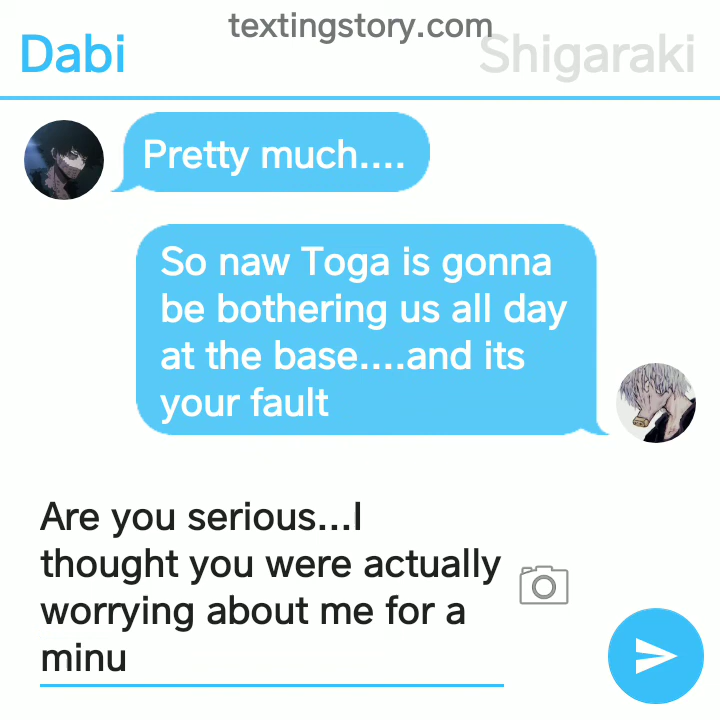 textingstory.com
Dabi
Shigaraki
Pretty much....
So naw Toga is gonna
be bothering us all day
at the base....and its
your fault
Are you serious...I
thought you were actually
worrying about me for a
minu